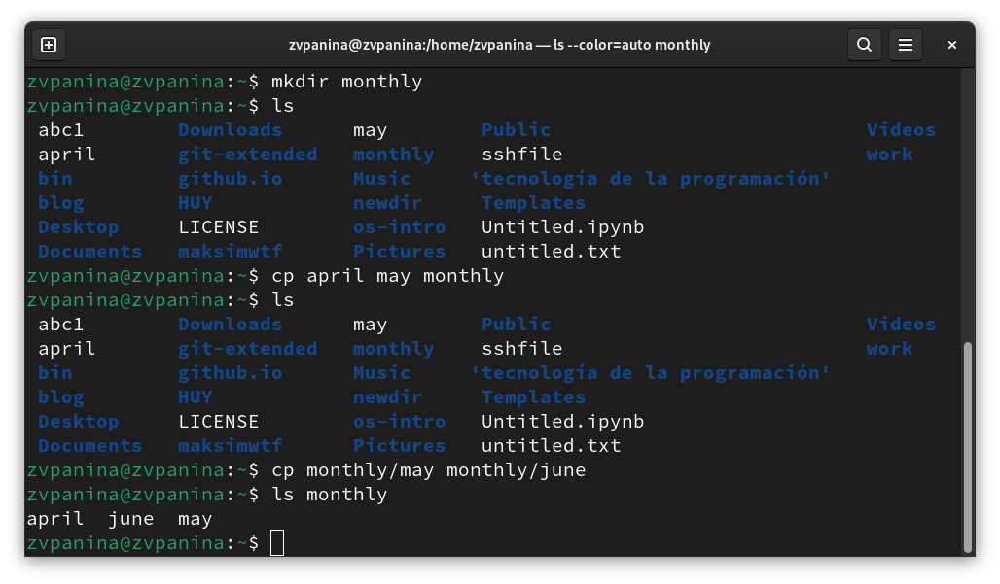 zvpanina@zvpanina:/home/zvpanina — ls --color=auto monthly
zvpanina@zvpanina:~$ mkdir monthly
zvpanina@zvpanina:~$ ls
abc1 Downloads may Public Videos
april git-extended monthly sshfile work
bin github.io Music 'tecnología de la programación'
blog HUY newdir Templates
Desktop LICENSE os-intro Untitled.ipynb
Documents maksimwtf Pictures untitled.txt
zvpanina@zvpanina:~$ cp april may monthly
zvpanina@zvpanina:~$ ls
abc1 Downloads may Public Videos
april git-extended monthly sshfile work
bin github.io Music 'tecnología de la programación'
blog HUY newdir Templates
Desktop LICENSE os-intro Untitled.ipynb
Documents maksimwtf Pictures untitled.txt
zvpanina@zvpanina:~$ cp monthly/may monthly/june
zvpanina@zvpanina:~$ ls monthly
april june may
zvpanina@zvpanina:~$